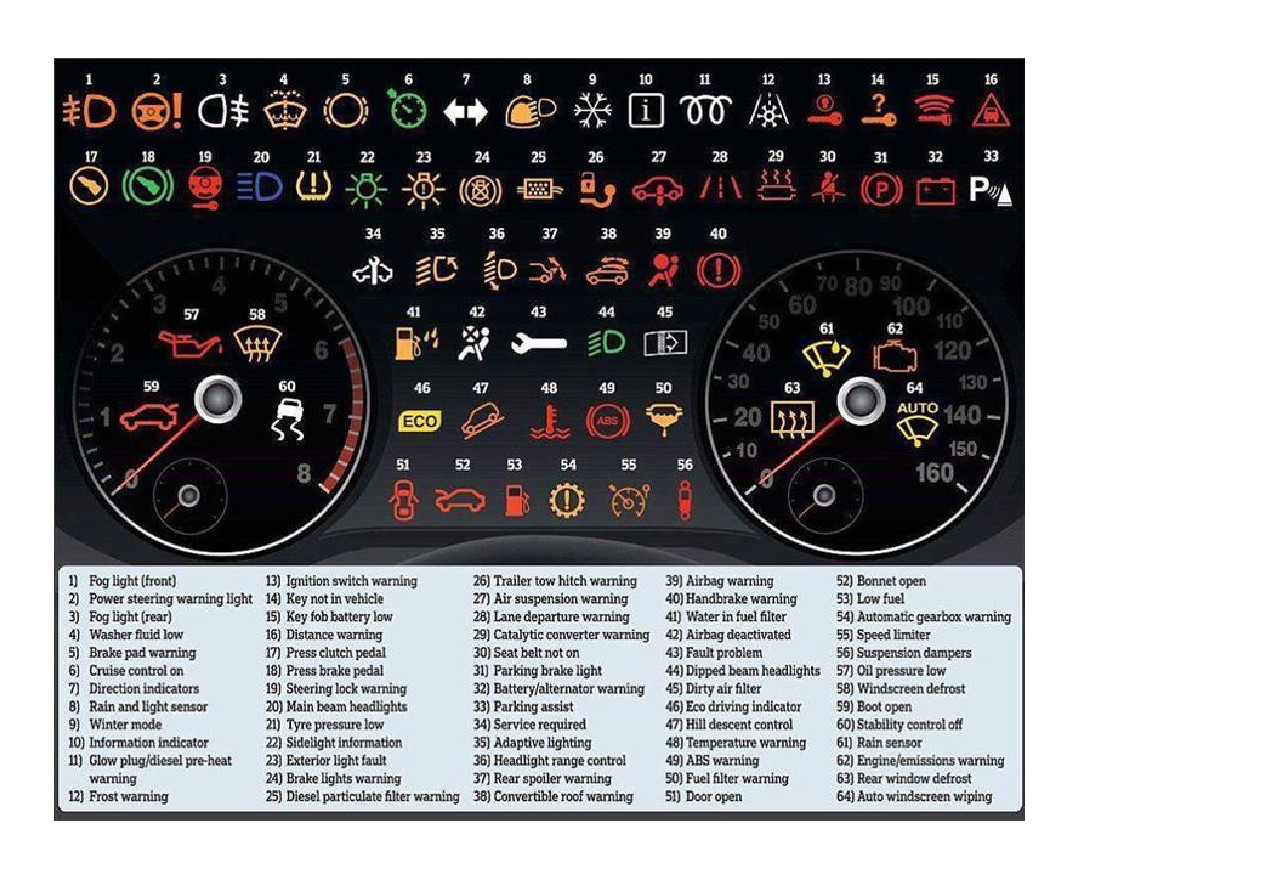 1 2 3 4 5 6 7 8 9 10 11 12 13 14 15 16
! i ?
17 18 19 20 21 22 23 24 25 26 27 28 29 30 31 32 33
! ! P P
34 35 36 37 38 39 40
!
41 42 43 44 45
46 47 48 49 50
ECO ABS
51 52 53 54 55 56
!
57 58
59 60
0 1 2 3 4 5 6 7 8
61 62
63 64
AUTO
0 10 20 30 40 50 60 70 80 90 100 110 120 130 140 150 160
1) Fog light (front)
2) Power steering warning light
3) Fog light (rear)
4) Washer fluid low
5) Brake pad warning
6) Cruise control on
7) Direction indicators
8) Rain and light sensor
9) Winter mode
10) Information indicator
11) Glow plug/diesel pre-heat
warning
12) Frost warning
13) Ignition switch warning
14) Key not in vehicle
15) Key fob battery low
16) Distance warning
17) Press clutch pedal
18) Press brake pedal
19) Steering lock warning
20) Main beam headlights
21) Tyre pressure low
22) Sidelight information
23) Exterior light fault
24) Brake lights warning
25) Diesel particulate filter warning
26) Trailer tow hitch warning
27) Air suspension warning
28) Lane departure warning
29) Catalytic converter warning
30) Seat belt not on
31) Parking brake light
32) Battery/alternator warning
33) Parking assist
34) Service required
35) Adaptive lighting
36) Headlight range control
37) Rear spoiler warning
38) Convertible roof warning
39) Airbag warning
40) Handbrake warning
41) Water in fuel filter
42) Airbag deactivated
43) Fault problem
44) Dipped beam headlights
45) Dirty air filter
46) Eco driving indicator
47) Hill descent control
48) Temperature warning
49) ABS warning
50) Fuel filter warning
51) Door open
52) Bonnet open
53) Low fuel
54) Automatic gearbox warning
55) Speed limiter
56) Suspension dampers
57) Oil pressure low
58) Windscreen defrost
59) Boot open
60) Stability control off
61) Rain sensor
62) Engine/emissions warning
63) Rear window defrost
64) Auto windscreen wiping